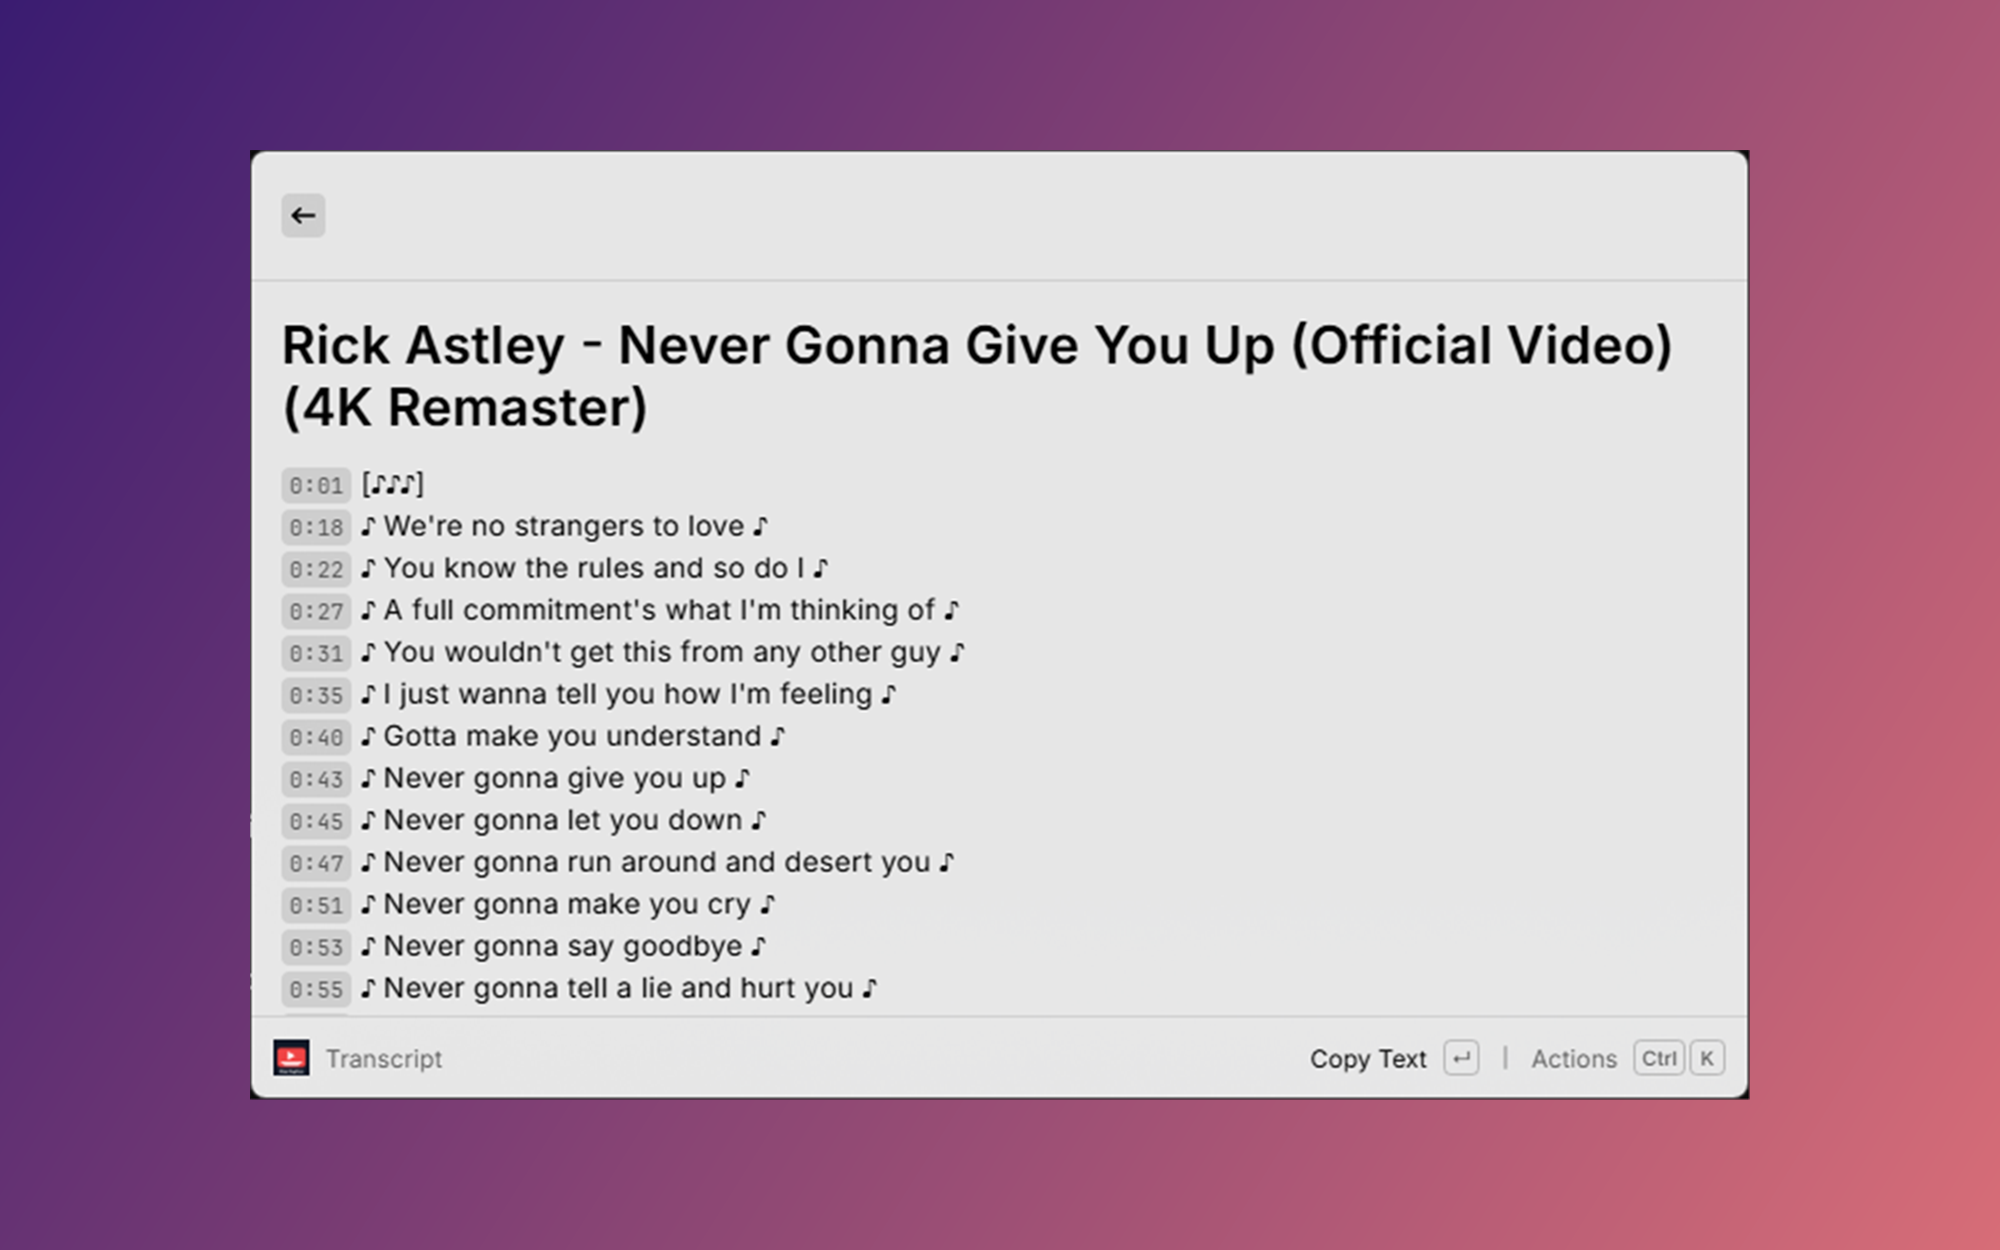 Rick Astley - Never Gonna Give You Up (Official Video)
(4K Remaster)
0:01 [♪♪♪]
0:18 ♪ We're no strangers to love ♪
0:22 ♪ You know the rules and so do I ♪
0:27 ♪ A full commitment's what I'm thinking of ♪
0:31 ♪ You wouldn't get this from any other guy ♪
0:35 ♪ I just wanna tell you how I'm feeling ♪
0:40 ♪ Gotta make you understand ♪
0:43 ♪ Never gonna give you up ♪
0:45 ♪ Never gonna let you down ♪
0:47 ♪ Never gonna run around and desert you ♪
0:51 ♪ Never gonna make you cry ♪
0:53 ♪ Never gonna say goodbye ♪
0:55 ♪ Never gonna tell a lie and hurt you ♪
Transcript Copy Text | Actions Ctrl K